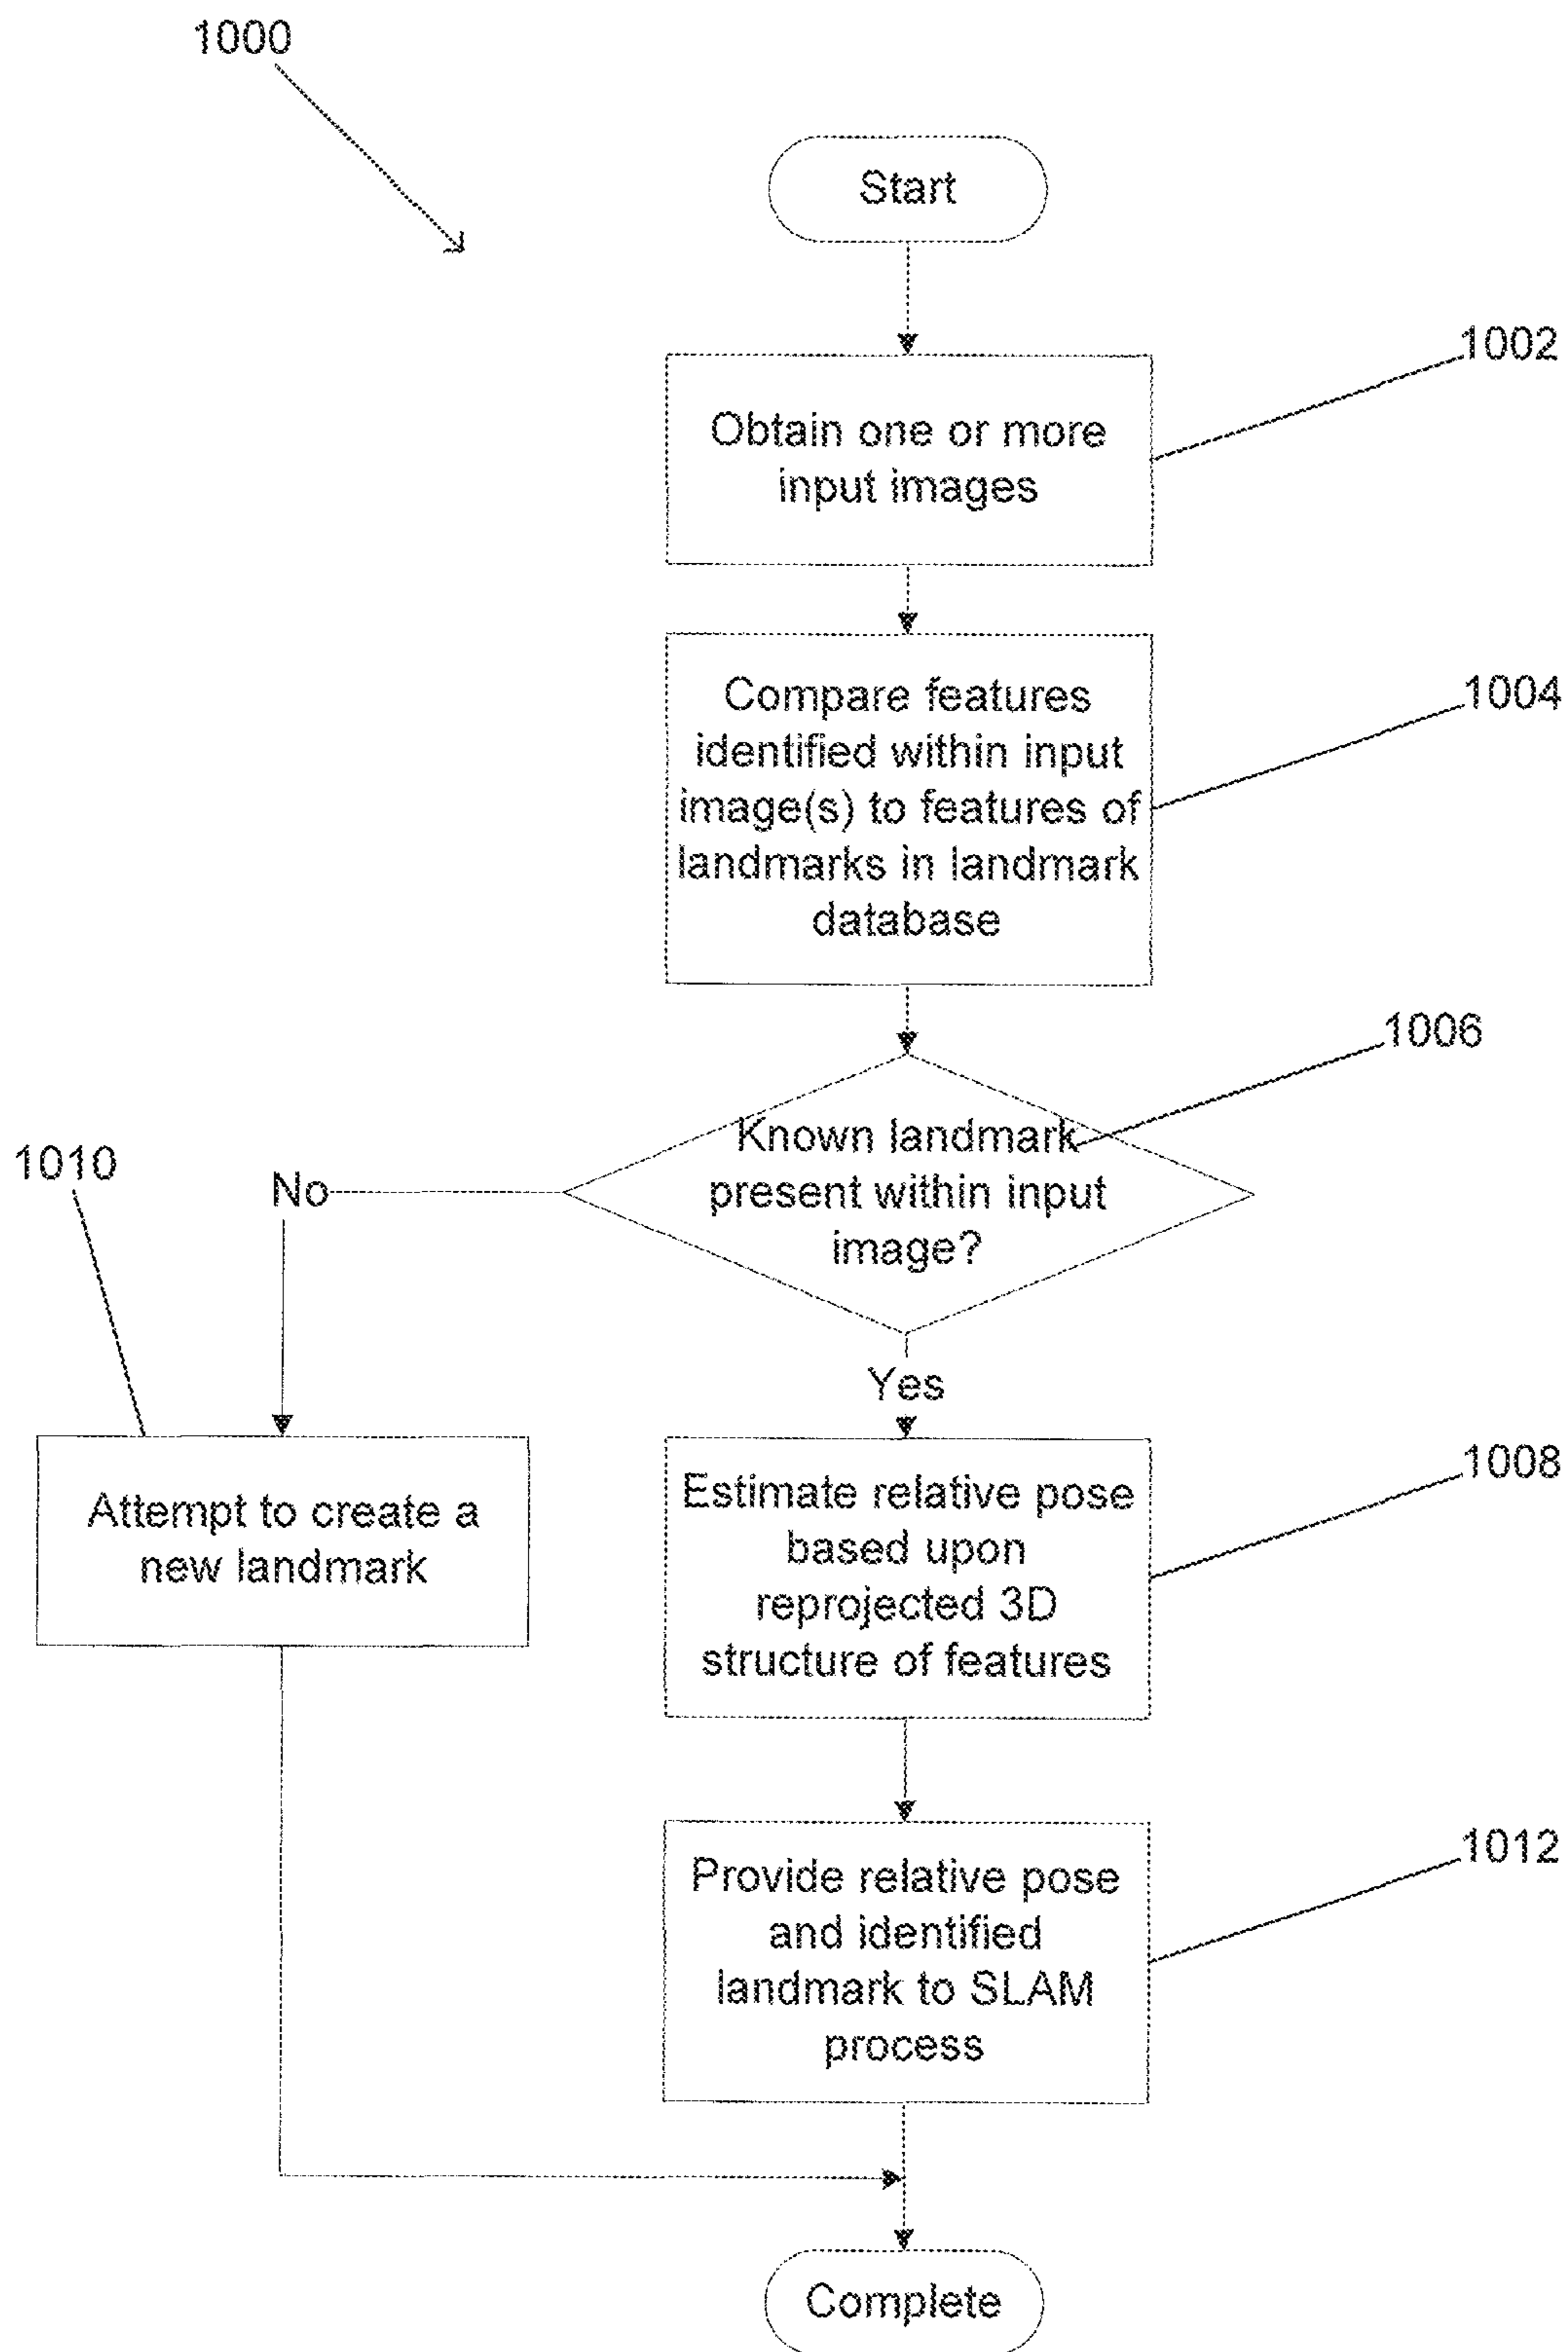 1000
Start
1002
Obtain one or more
input images
1004
Compare features
identified within input
image(s) to features of
landmarks in landmark
database
1006
Known landmark
present within input
image?
1010
No
Yes
1008
Attempt to create a
new landmark
Estimate relative pose
based upon
reprojected 3D
structure of features
1012
Provide relative pose
and identified
landmark to SLAM
process
Complete